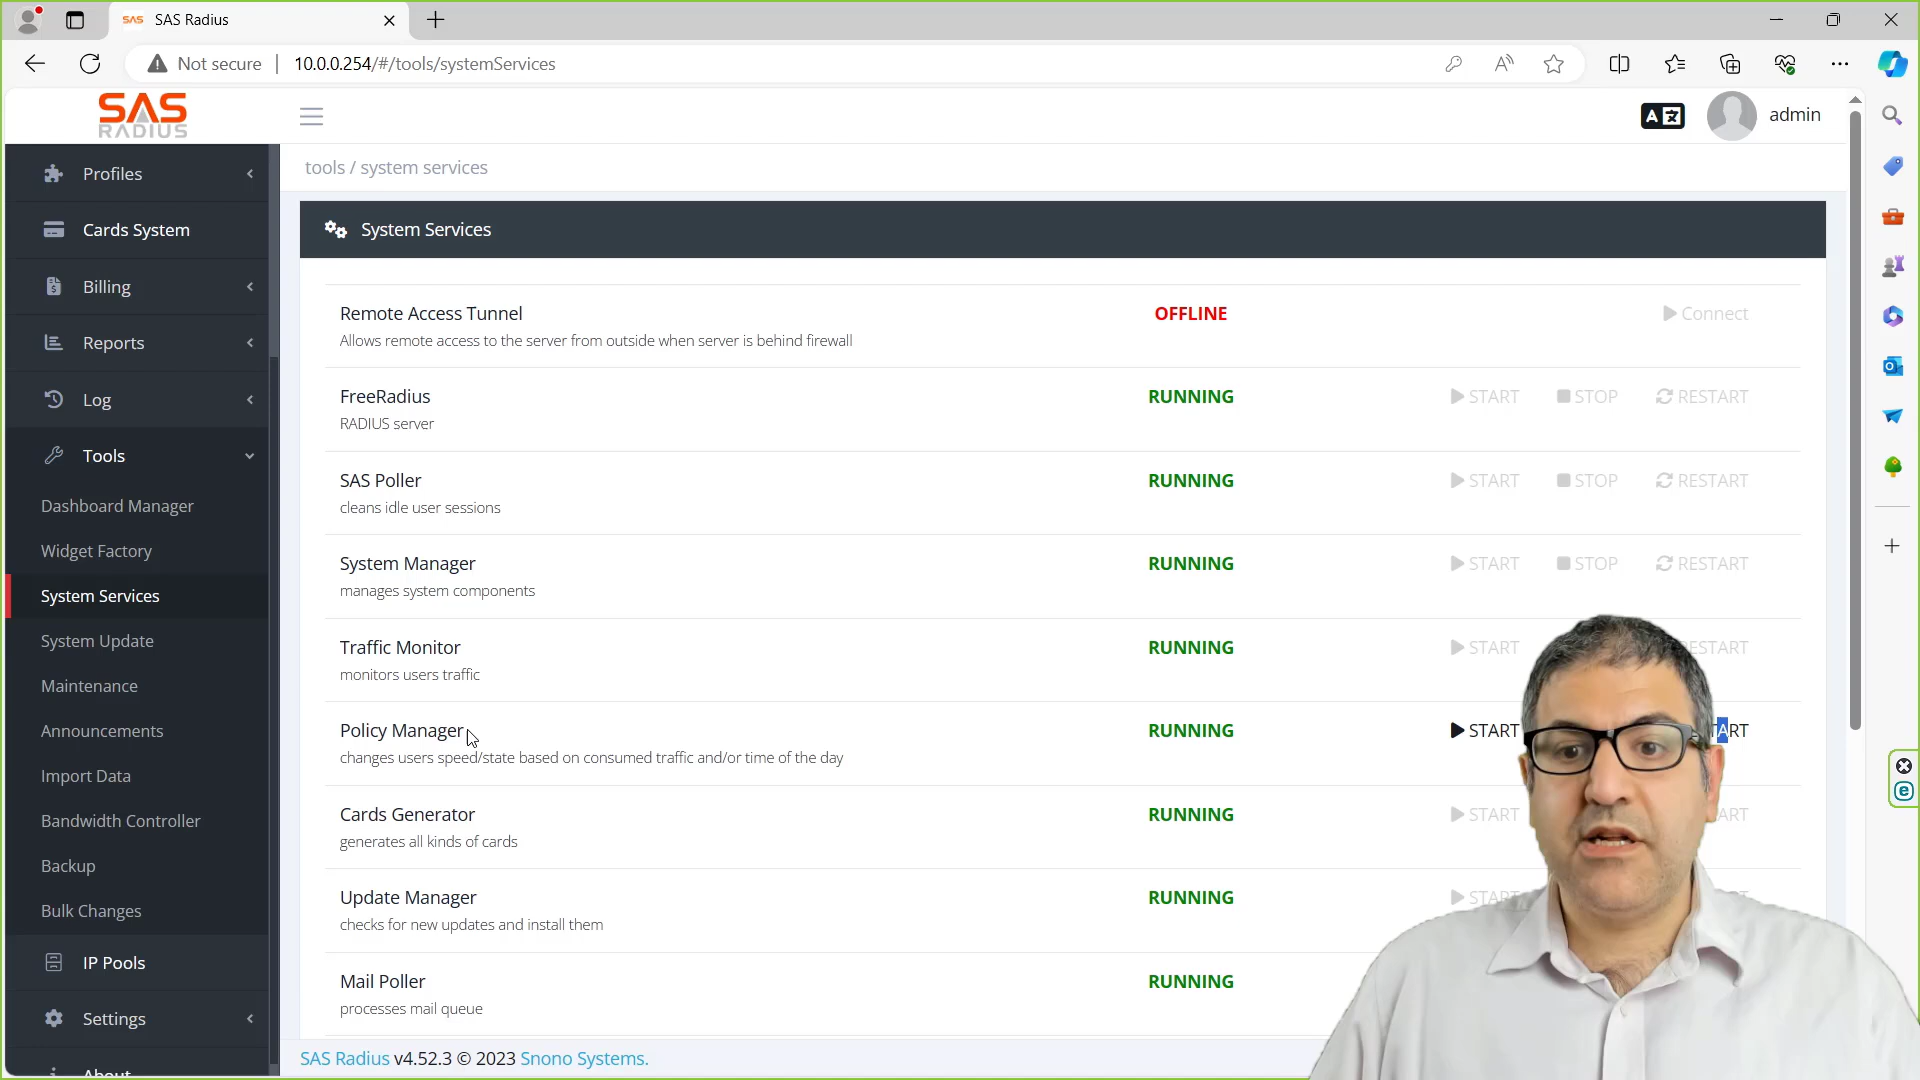 SAS Radius
Not secure
10.0.0.254/#/tools/systemServices
SAS
RADIUS
admin
tools / system services
Profiles
Cards System
Billing
Reports
Log
Tools
Dashboard Manager
Widget Factory
System Services
System Update
Maintenance
Announcements
Import Data
Bandwidth Controller
Backup
Bulk Changes
IP Pools
Settings
About
System Services
Remote Access Tunnel OFFLINE Connect
Allows remote access to the server from outside when server is behind firewall
FreeRadius RUNNING START STOP RESTART
RADIUS server
SAS Poller RUNNING START STOP RESTART
cleans idle user sessions
System Manager RUNNING START STOP RESTART
manages system components
Traffic Monitor RUNNING START ESTART
monitors users traffic
Policy Manager RUNNING START TART
changes users speed/state based on consumed traffic and/or time of the day
Cards Generator RUNNING START ART
generates all kinds of cards
Update Manager RUNNING
checks for new updates and install them
Mail Poller RUNNING
processes mail queue
SAS Radius v4.52.3 © 2023 Snono Systems.